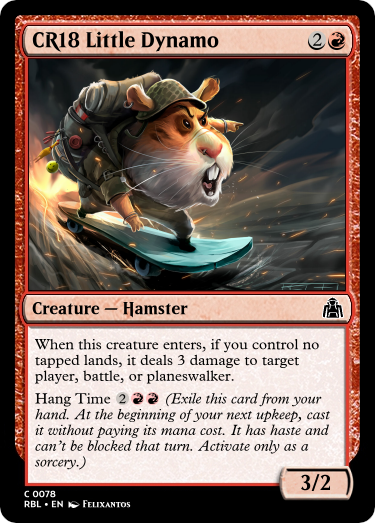 CR18 Little Dynamo 2
Creature — Hamster
When this creature enters, if you control no
tapped lands, it deals 3 damage to target
player, battle, or planeswalker.
Hang Time 2 (Exile this card from your
hand. At the beginning of your next upkeep, cast
it without paying its mana cost. It has haste and
can't be blocked that turn. Activate only as a
sorcery.)
3/2
C 0078
RBL • EN Felixantos